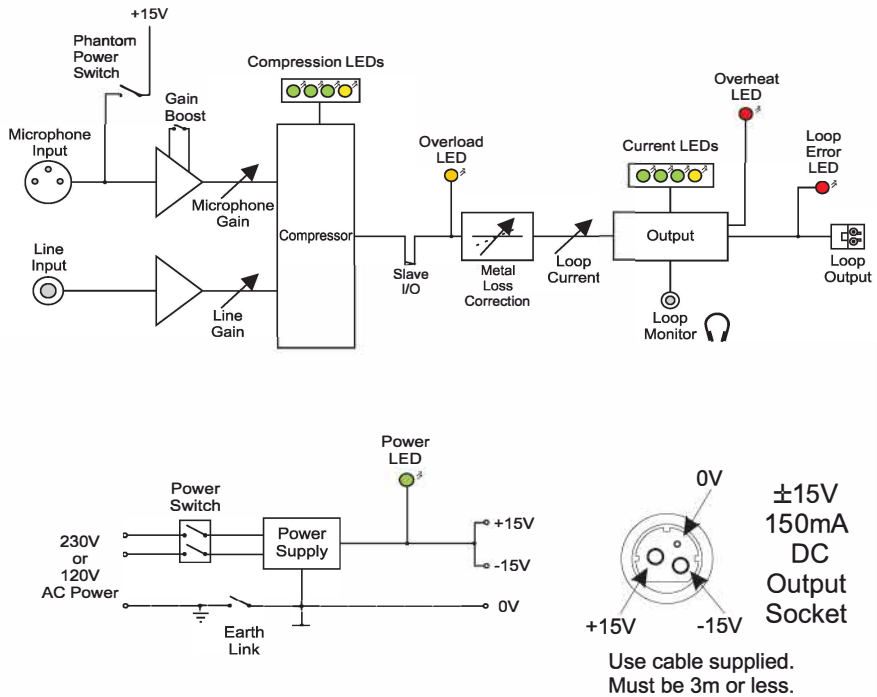 +15V
Phantom
Power
Switch
Gain
Boost
Microphone
Input
Microphone
Gain
Line
Input
Line
Gain
Compression LEDs
Compressor
Slave
I/O
Overload
LED
Metal
Loss
Correction
Loop
Current
Current LEDs
Output
Loop
Monitor
Overheat
LED
Loop
Error
LED
Loop
Output
230V
or
120V
AC Power
Power
Switch
Power
Supply
Earth
Link
Power
LED
+15V
-15V
0V
0V
+15V
-15V
±15V
150mA
DC
Output
Socket
Use cable supplied.
Must be 3m or less.